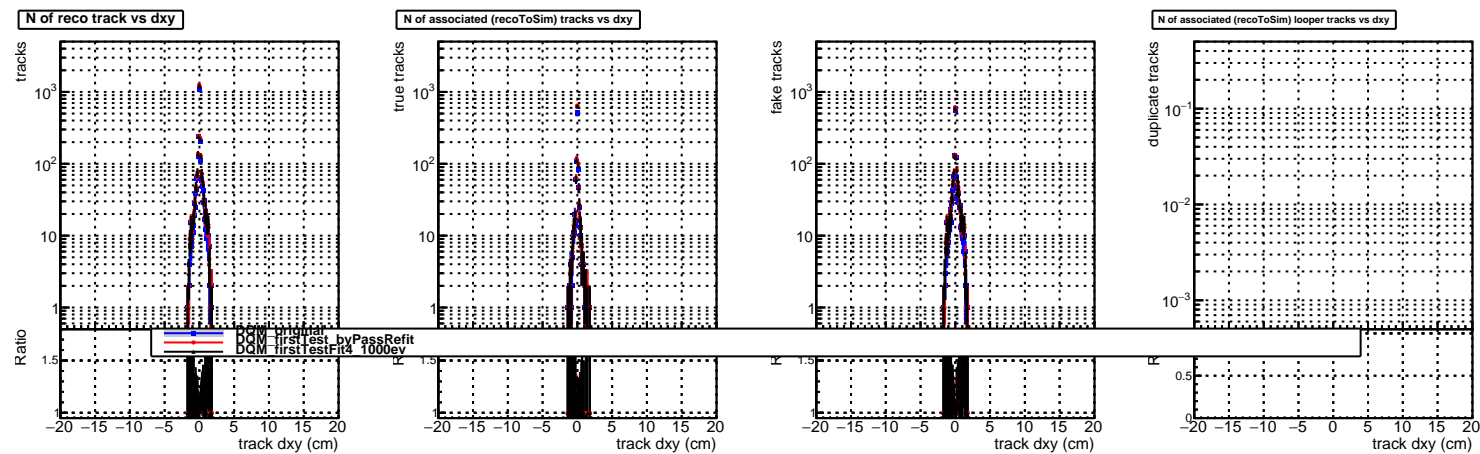 N of reco track vs dxy
N of associated (recoToSim) tracks vs dxy
N of associated (recoToSim) looper tracks vs dxy
tracks
10³
10²
10
1
Ratio
1.5
1
−20 −15 −10 −5 0 5 10 15 20
track dxy (cm)
true tracks
10³
10²
10
1
1.5
1
−20 −15 −10 −5 0 5 10 15 20
track dxy (cm)
fake tracks
10³
10²
10
1
1.5
1
−20 −15 −10 −5 0 5 10 15 20
track dxy (cm)
duplicate tracks
10⁻¹
10⁻²
10⁻³
0.5
0
−20 −15 −10 −5 0 5 10 15 20
track dxy (cm)
DQM_original
DQM_firstTest_byPassRefit
DQM_firstTestFit4_1000ev